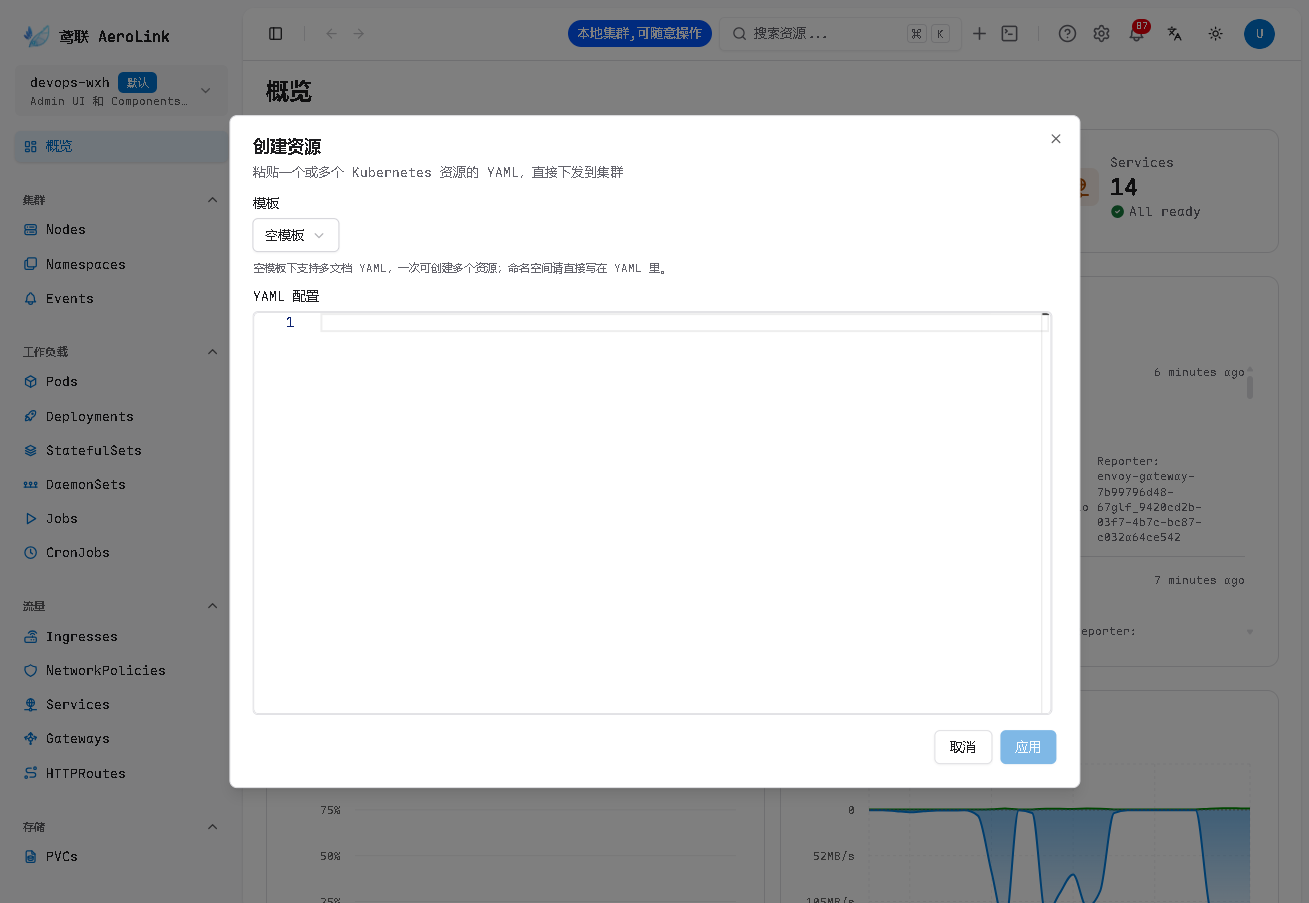 鸢联 AeroLink
本地集群,可随意操作
搜索资源...
⌘ K
87
U
devops-wxh 默认
Admin UI 和 Components…
概览
概览
集群
Nodes
Namespaces
Events
工作负载
Pods
Deployments
StatefulSets
DaemonSets
Jobs
CronJobs
流量
Ingresses
NetworkPolicies
Services
Gateways
HTTPRoutes
存储
PVCs
创建资源
粘贴一个或多个 Kubernetes 资源的 YAML，直接下发到集群
模板
空模板
空模板下支持多文档 YAML，一次可创建多个资源；命名空间请直接写在 YAML 里。
YAML 配置
1
取消
应用
Services
14
All ready
6 minutes ago
Reporter:
envoy-gateway-
7b99796d48-
67glf_9420cd2b-
03f7-4b7c-bc87-
c032a64ce542
7 minutes ago
eporter:
75%
50%
25%
0
52MB/s
105MB/s